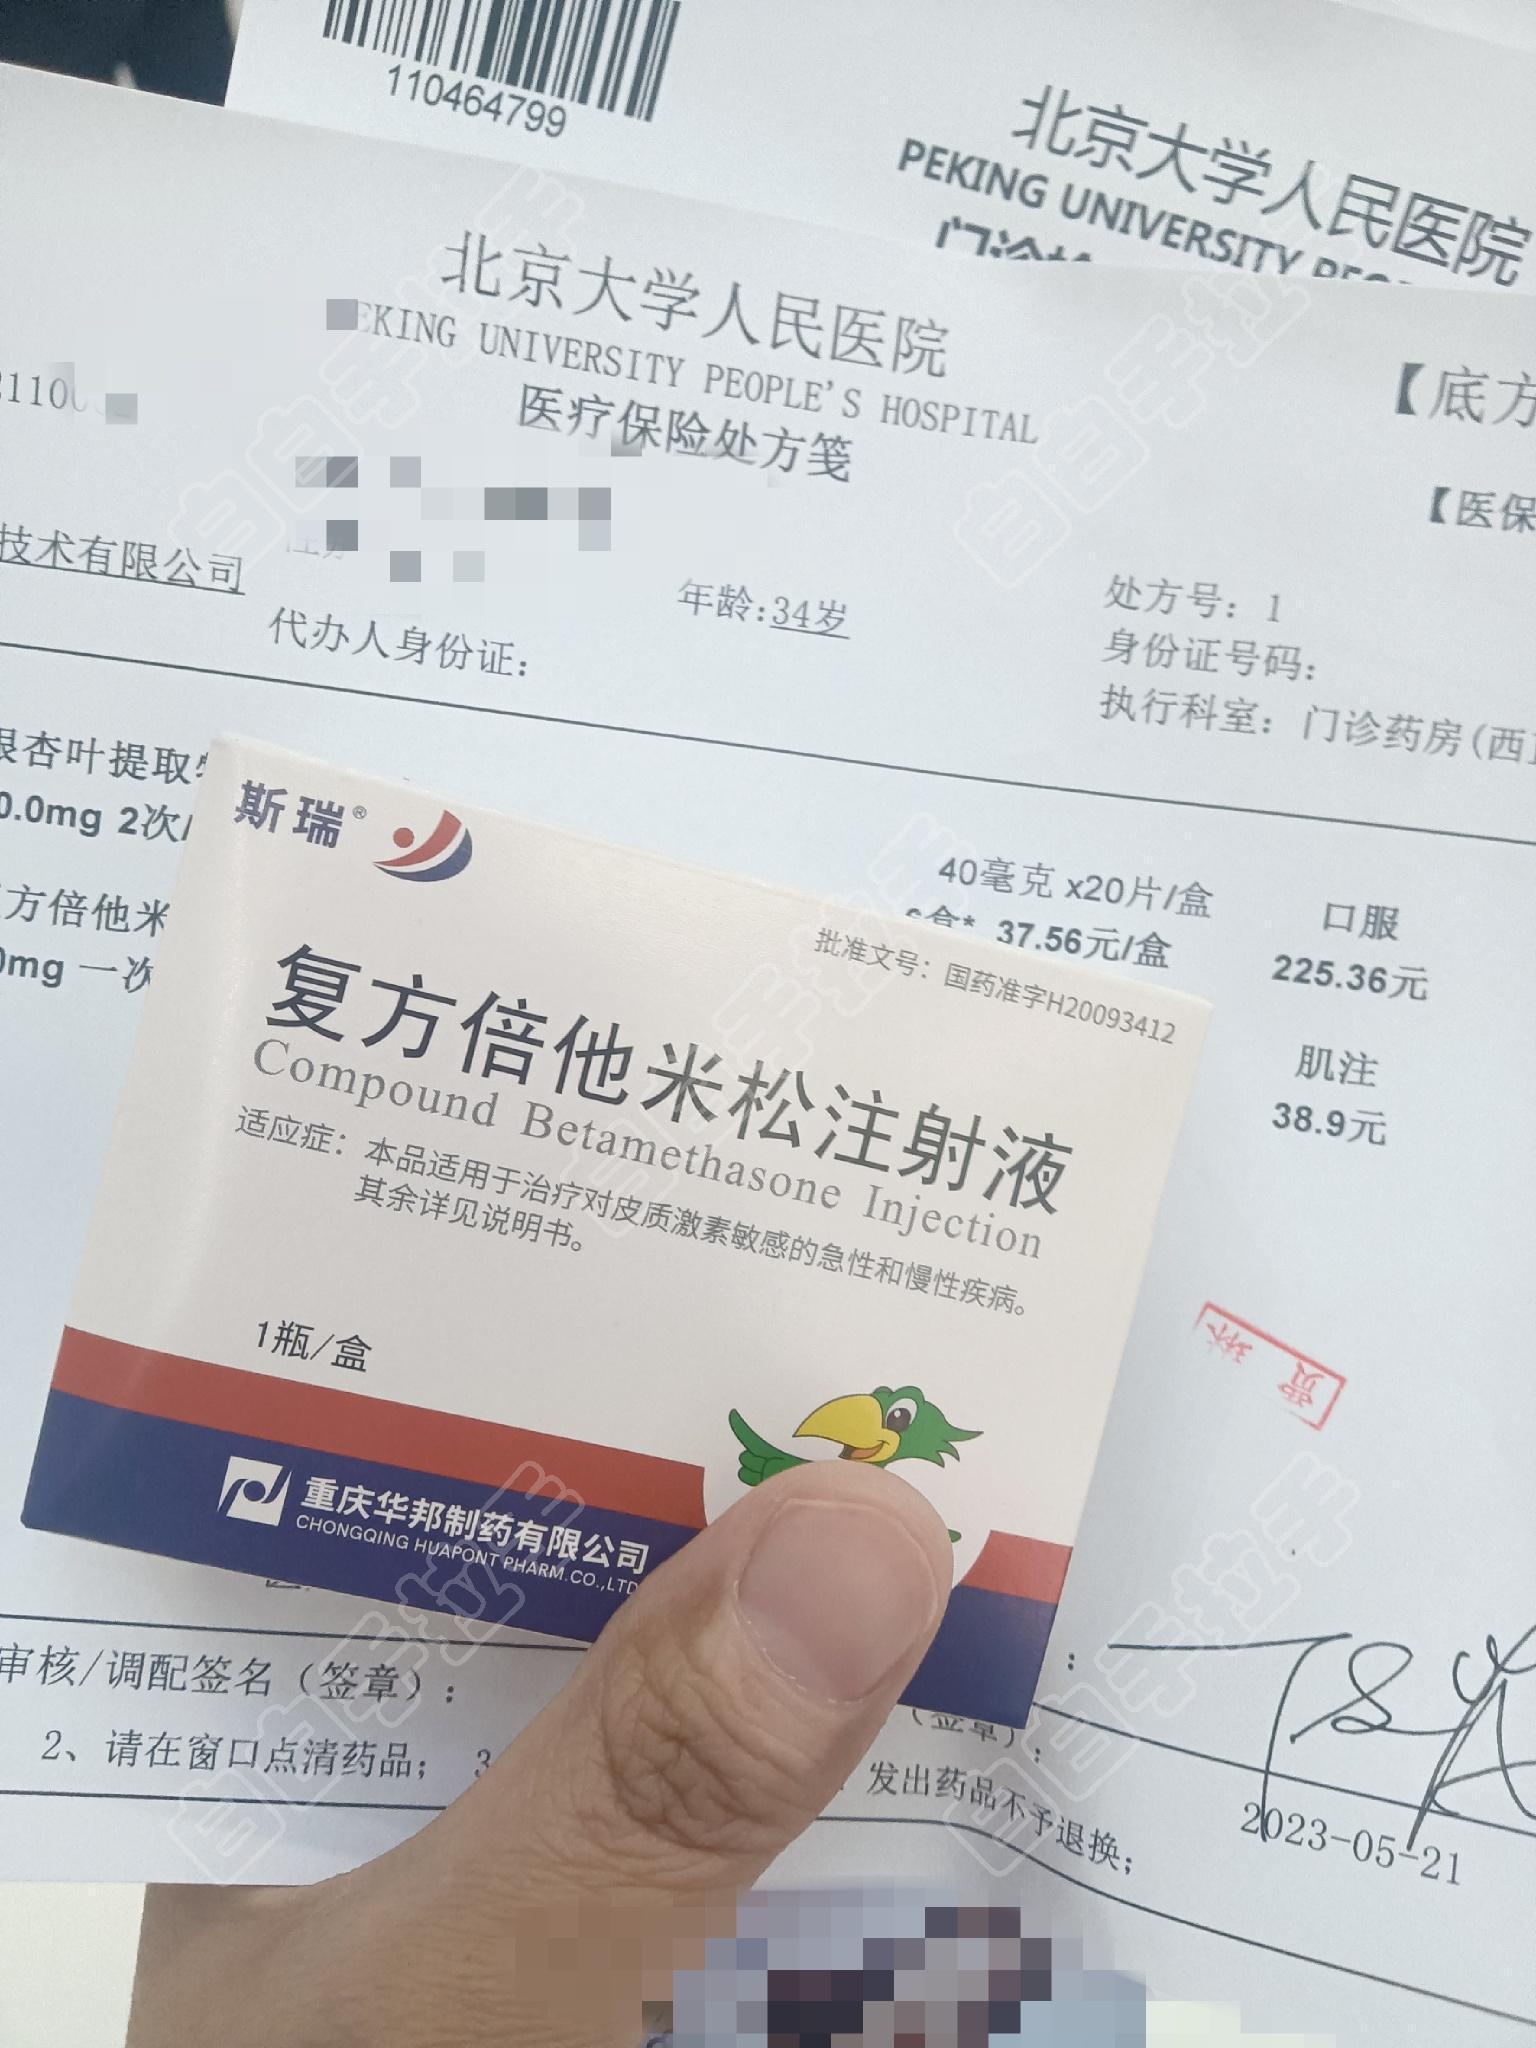 110464799
北京大学人民医院
PEKING UNIVERSITY
北京大学人民医院
EKING UNIVERSITY PEOPLE'S HOSPITAL
医疗保险处方笺
【底方
【医保
技术有限公司
年龄:34岁
处方号: 1
代办人身份证:
身份证号码:
执行科室: 门诊药房(西
杏叶提取
0.0mg 2次/
40毫克 x20片/盒
口服
37.56元/盒
225.36元
方倍他米
0mg 一次
肌注
38.9元
斯瑞®
批准文号: 国药准字H20093412
复方倍他米松注射液
Compound Betamethasone Injection
适应症: 本品适用于治疗对皮质激素敏感的急性和慢性疾病。
其余详见说明书。
1瓶/盒
重庆华邦制药有限公司
CHONGQING HUAPONT PHARM.CO.,LTD
审核/调配签名（签章）:
（签章）:
2、请在窗口点清药品; 3
发出药品不予退换;
2023-05-21
自白手拉手